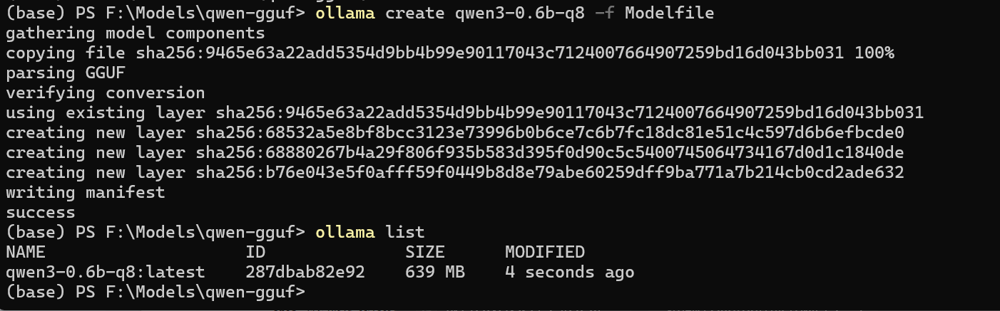 (base) PS F:\Models\qwen-gguf> ollama create qwen3-0.6b-q8 -f Modelfile
gathering model components
copying file sha256:9465e63a22add5354d9bb4b99e90117043c7124007664907259bd16d043bb031 100%
parsing GGUF
verifying conversion
using existing layer sha256:9465e63a22add5354d9bb4b99e90117043c7124007664907259bd16d043bb031
creating new layer sha256:68532a5e8bf8bcc3123e73996b0b6ce7c6b7fc18dc81e51c4c597d6b6efbcde0
creating new layer sha256:68880267b4a29f806f935b583d395f0d90c5c5400745064734167d0d1c1840de
creating new layer sha256:b76e043e5f0afff59f0449b8d8e79abe60259dff9ba771a7b214cb0cd2ade632
writing manifest
success
(base) PS F:\Models\qwen-gguf> ollama list
NAME ID SIZE MODIFIED
qwen3-0.6b-q8:latest 287dbab82e92 639 MB 4 seconds ago
(base) PS F:\Models\qwen-gguf>